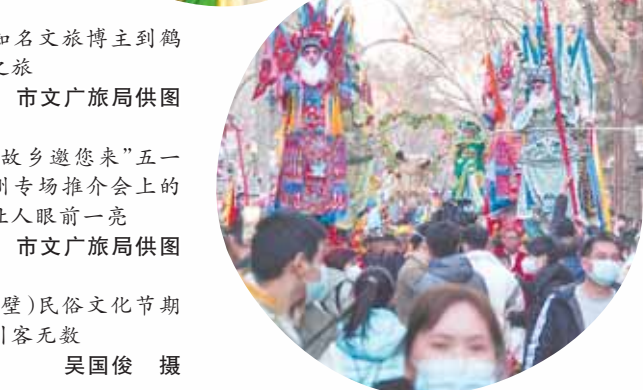 知名文旅博主到鹤
之旅
市文广旅局供图
故乡邀您来”五一
州专场推介会上的
让人眼前一亮
市文广旅局供图
壁)民俗文化节期
引客无数
吴国俊 摄